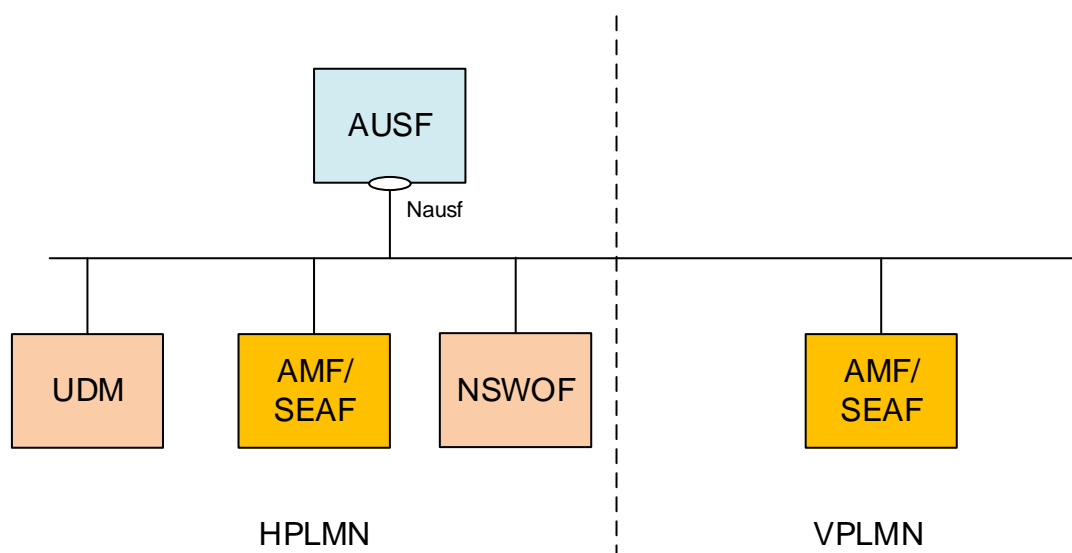 AUSF
Nausf
UDM
AMF/
SEAF
NSWOF
AMF/
SEAF
HPLMN
VPLMN